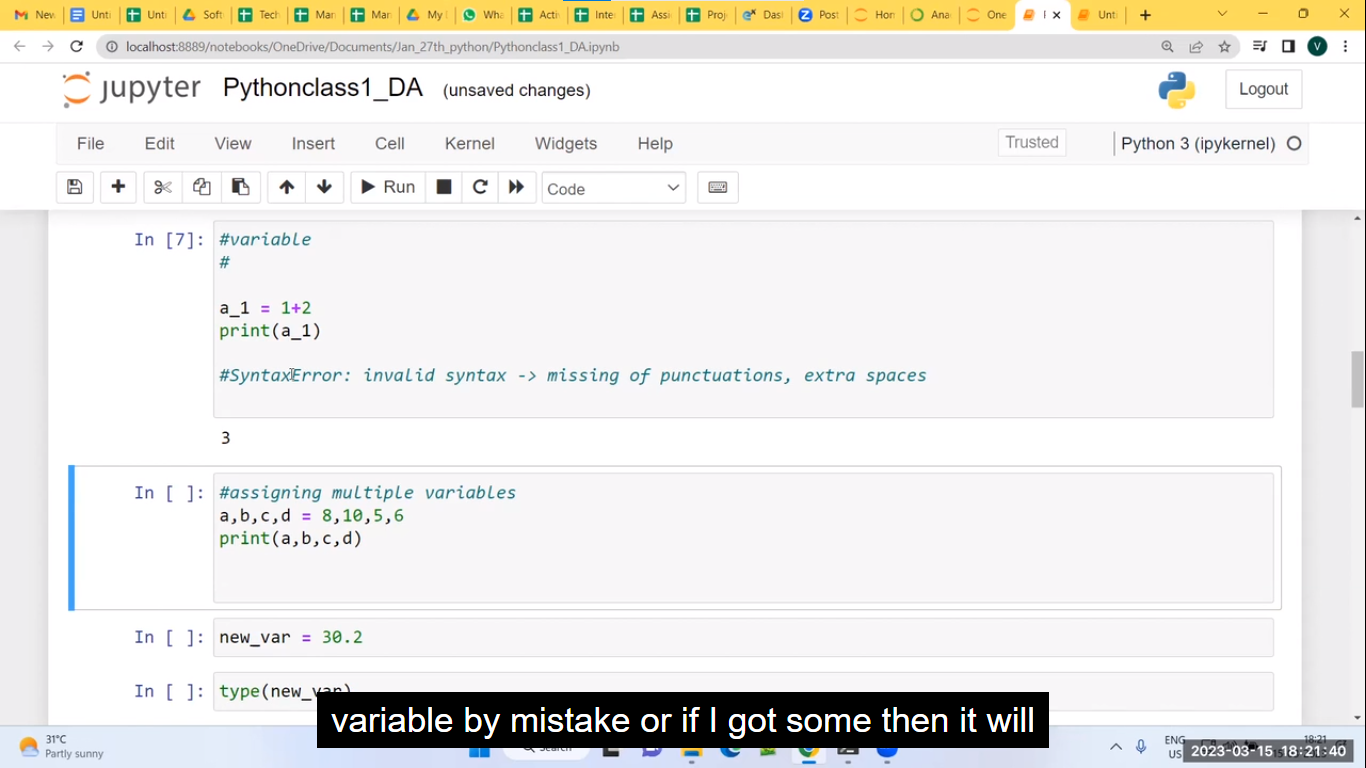 New
Unti
Unti
Soft
Tech
Mar
Mar
My
Wha
Acti
Inte
Assi
Proj
Das
Post
Hor
Ana
One
Unti
localhost:8889/notebooks/OneDrive/Documents/Jan_27th_python/Pythonclass1_DA.ipynb
V
jupyter Pythonclass1_DA (unsaved changes)
Logout
File Edit View Insert Cell Kernel Widgets Help
Trusted
Python 3 (ipykernel)
Run
Code
In [7]: #variable
#
a_1 = 1+2
print(a_1)
#SyntaxError: invalid syntax -> missing of punctuations, extra spaces
3
In [ ]: #assigning multiple variables
a,b,c,d = 8,10,5,6
print(a,b,c,d)
In [ ]: new_var = 30.2
In [ ]: type(new_var)
variable by mistake or if I got some then it will
31°C
Partly sunny
Search
ENG
US
18:21
2023-03-15 18:21:40